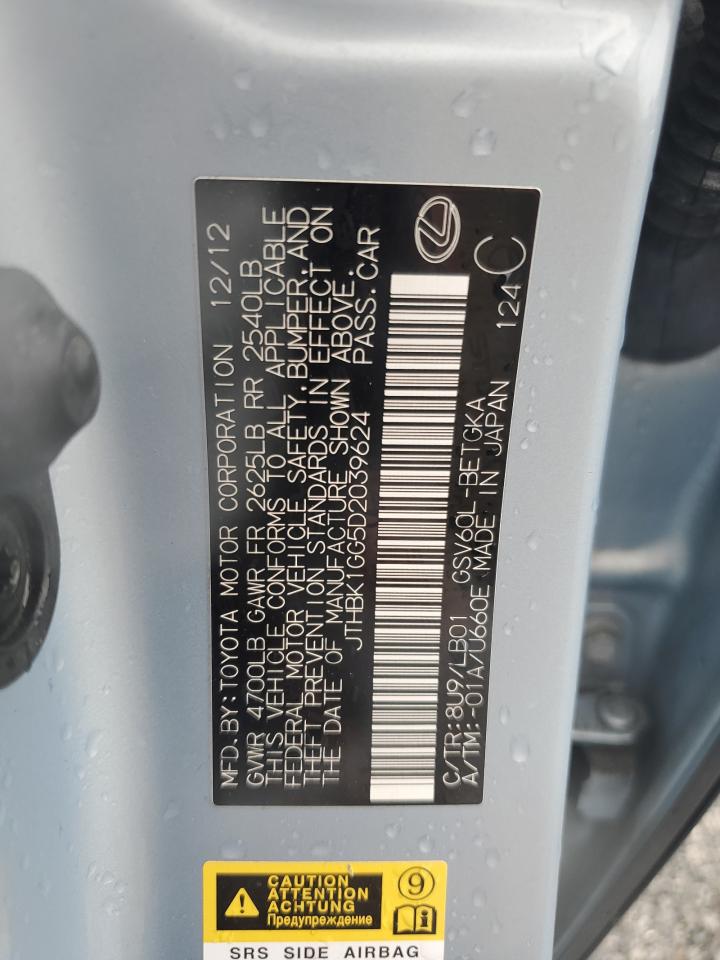 MFD.BY:TOYOTA MOTOR CORPORATION 12/12
GVWR 4700LB GAWR FR 2625LB RR 2540LB
THIS VEHICLE CONFORMS TO ALL APPLICABLE
FEDERAL MOTOR VEHICLE SAFETY,BUMPER,AND
THEFT PREVENTION STANDARDS IN EFFECT ON
THE DATE OF MANUFACTURE SHOWN ABOVE.
JTHBK1GG5D2039624 PASS.CAR
C/TR:8U9/LB01 GSV60L-BETGKA
A/TM:-01A/U660E MADE IN JAPAN 124 C
CAUTION
ATTENTION
ACHTUNG
Предупреждение
9
i
SRS SIDE AIRBAG